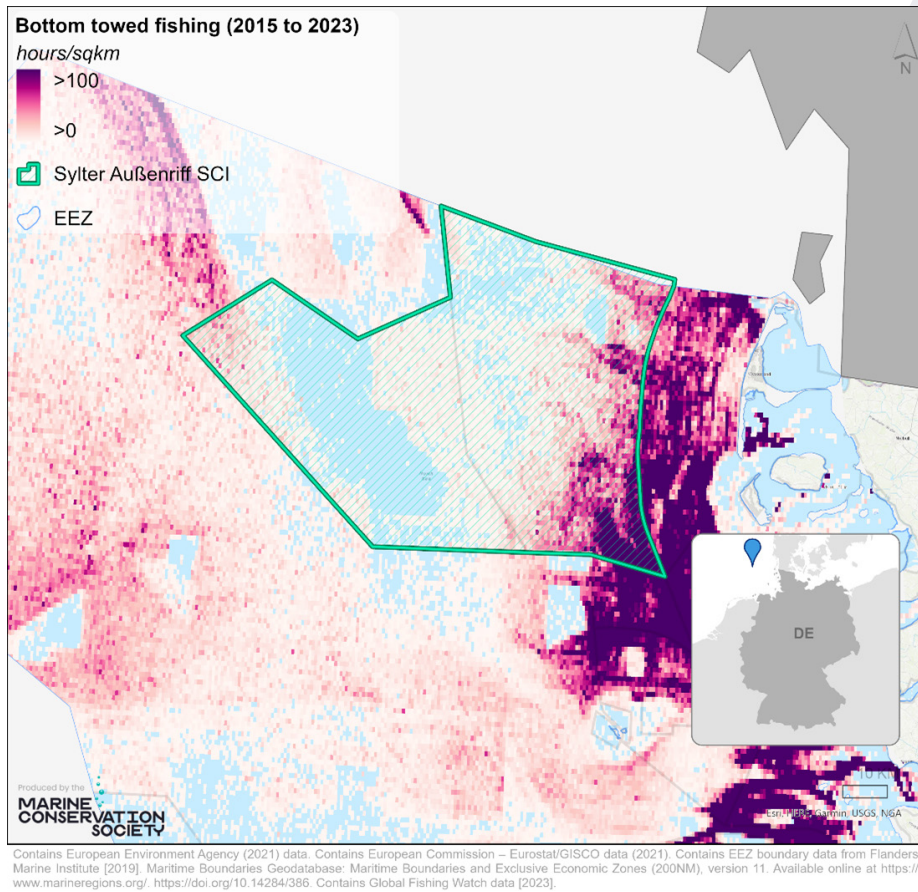 Bottom towed fishing (2015 to 2023)
hours/sqkm
>100
>0
Sylter Außenriff SCI
EEZ
N
DE
10 KM
Esri, HERE, Garmin, USGS, NGA
Produced by the
MARINE
CONSERVATION
SOCIETY
Contains European Environment Agency (2021) data. Contains European Commission – Eurostat/GISCO data (2021). Contains EEZ boundary data from Flanders
Marine Institute [2019]. Maritime Boundaries Geodatabase: Maritime Boundaries and Exclusive Economic Zones (200NM), version 11. Available online at https:/
www.marineregions.org/. https://doi.org/10.14284/386. Contains Global Fishing Watch data [2023].